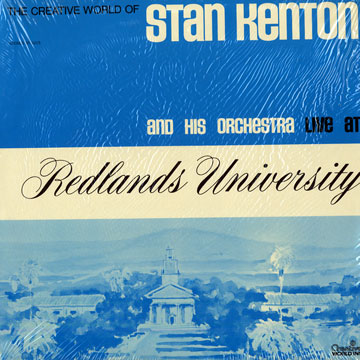 THE CREATIVE WORLD OF
STAN KENTON
AND HIS ORCHESTRA LIVE AT
Redlands University